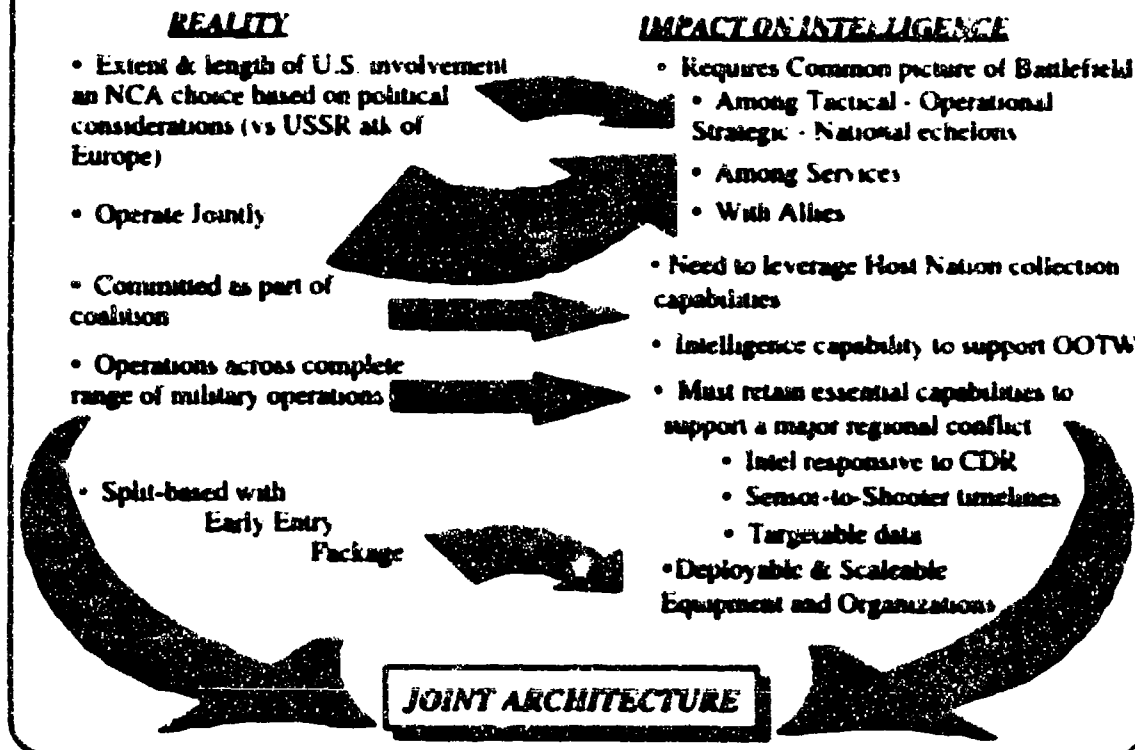 REALITY
• Extent & length of U.S. involvement
an NCA choice based on political
considerations (vs USSR atk of
Europe)
• Operate Jointly
• Committed as part of
coalition
• Operations across complete
range of military operations
• Split-based with
Early Entry
Package
IMPACT ON INTELLIGENCE
• Requires Common picture of Battlefield
• Among Tactical - Operational
Strategic - National echelons
• Among Services
• With Allies
• Need to leverage Host Nation collection
capabilities
• Intelligence capability to support OOTW
• Must retain essential capabilities to
support a major regional conflict
• Intel responsive to CDR
• Sensor-to-Shooter timelines
• Targetable data
• Deployable & Scaleable
Equipment and Organizations
JOINT ARCHITECTURE